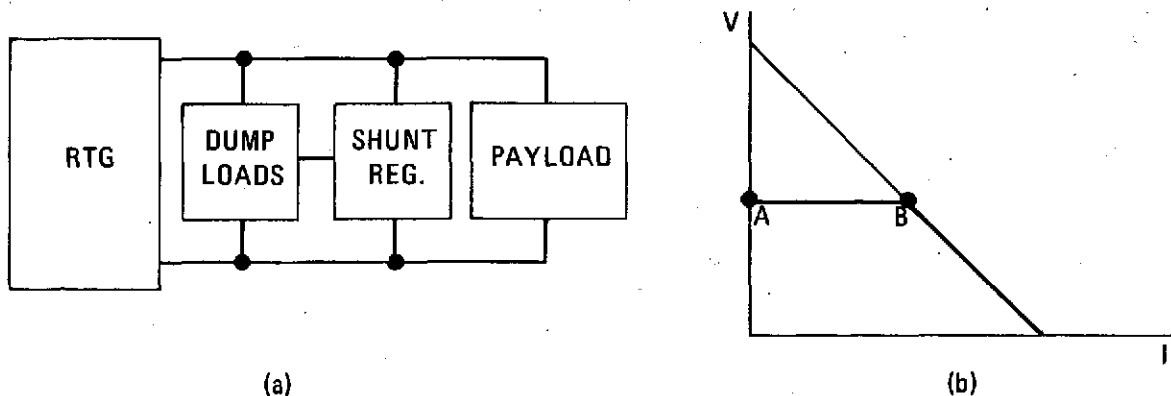 RTG
DUMP
LOADS
SHUNT
REG.
PAYLOAD
(a)
V
A
B
I
(b)